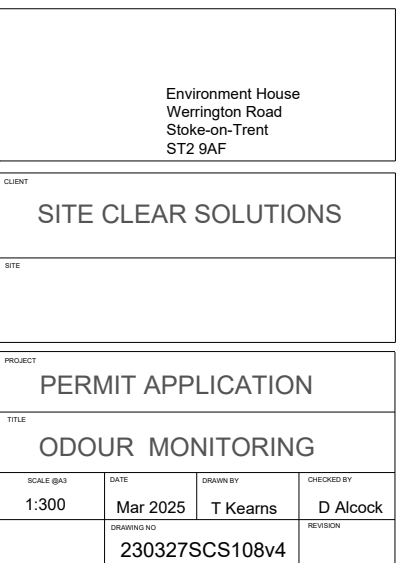 Environment House
Werrington Road
Stoke-on-Trent
ST2 9AF
CLIENT
SITE CLEAR SOLUTIONS
SITE
PROJECT
PERMIT APPLICATION
TITLE
ODOUR MONITORING
SCALE @A3 DATE DRAWN BY CHECKED BY
1:300 Mar 2025 T Kearns D Alcock
DRAWING NO REVISION
230327SCS108v4